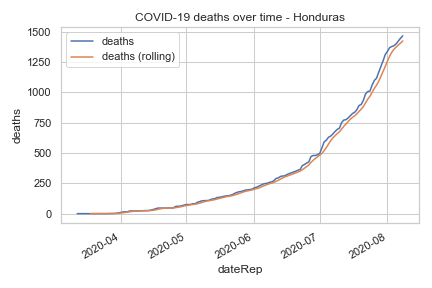 COVID-19 deaths over time - Honduras
deaths
deaths (rolling)
1500
1250
1000
750
500
250
0
deaths
2020-04
2020-05
2020-06
2020-07
2020-08
dateRep